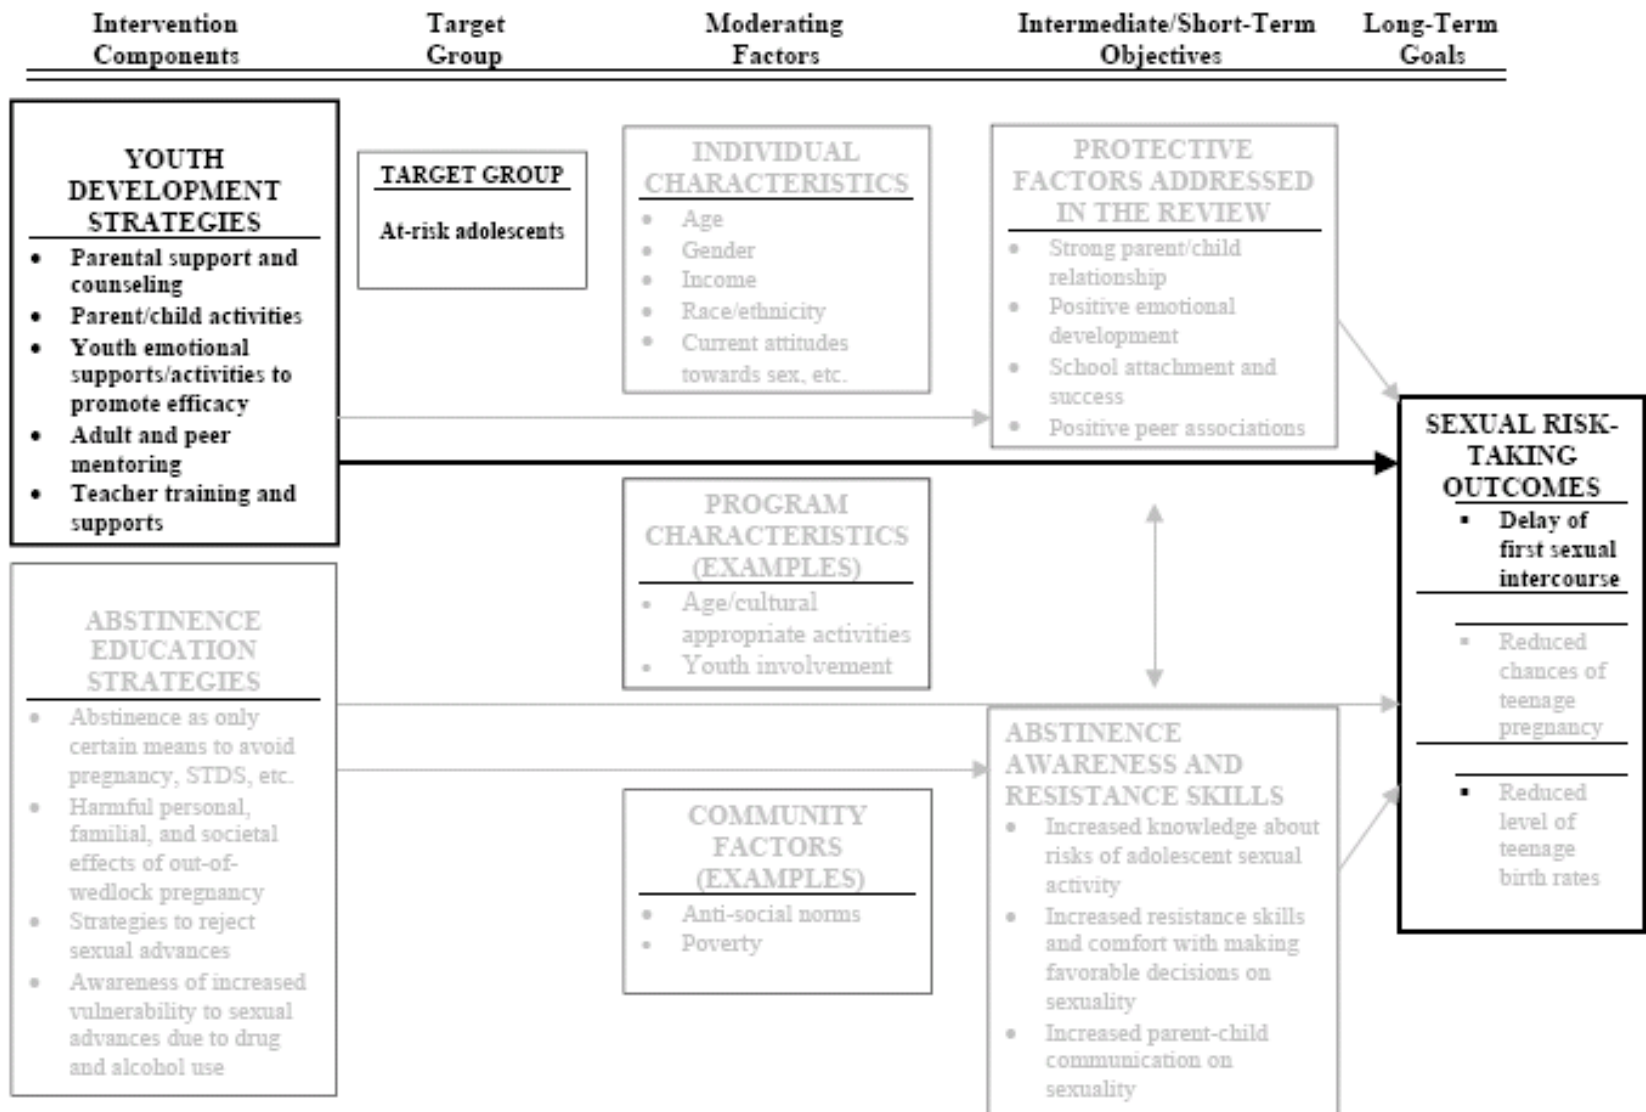 Intervention
Components
Target
Group
Moderating
Factors
Intermediate/Short-Term
Objectives
Long-Term
Goals
YOUTH
DEVELOPMENT
STRATEGIES
• Parental support and
counseling
• Parent/child activities
• Youth emotional
supports/activities to
promote efficacy
• Adult and peer
mentoring
• Teacher training and
supports
ABSTINENCE
EDUCATION
STRATEGIES
• Abstinence as only
certain means to avoid
pregnancy, STDS, etc.
• Harmful personal,
familial, and societal
effects of out-of-
wedlock pregnancy
• Strategies to reject
sexual advances
• Awareness of increased
vulnerability to sexual
advances due to drug
and alcohol use
TARGET GROUP
At-risk adolescents
INDIVIDUAL
CHARACTERISTICS
• Age
• Gender
• Income
• Race/ethnicity
• Current attitudes
towards sex, etc.
PROGRAM
CHARACTERISTICS
(EXAMPLES)
• Age/cultural
appropriate activities
• Youth involvement
COMMUNITY
FACTORS
(EXAMPLES)
• Anti-social norms
• Poverty
PROTECTIVE
FACTORS ADDRESSED
IN THE REVIEW
• Strong parent/child
relationship
• Positive emotional
development
• School attachment and
success
• Positive peer associations
ABSTINENCE
AWARENESS AND
RESISTANCE SKILLS
• Increased knowledge about
risks of adolescent sexual
activity
• Increased resistance skills
and comfort with making
favorable decisions on
sexuality
• Increased parent-child
communication on
sexuality
SEXUAL RISK-
TAKING
OUTCOMES
▪ Delay of
first sexual
intercourse
▪ Reduced
chances of
teenage
pregnancy
▪ Reduced
level of
teenage
birth rates